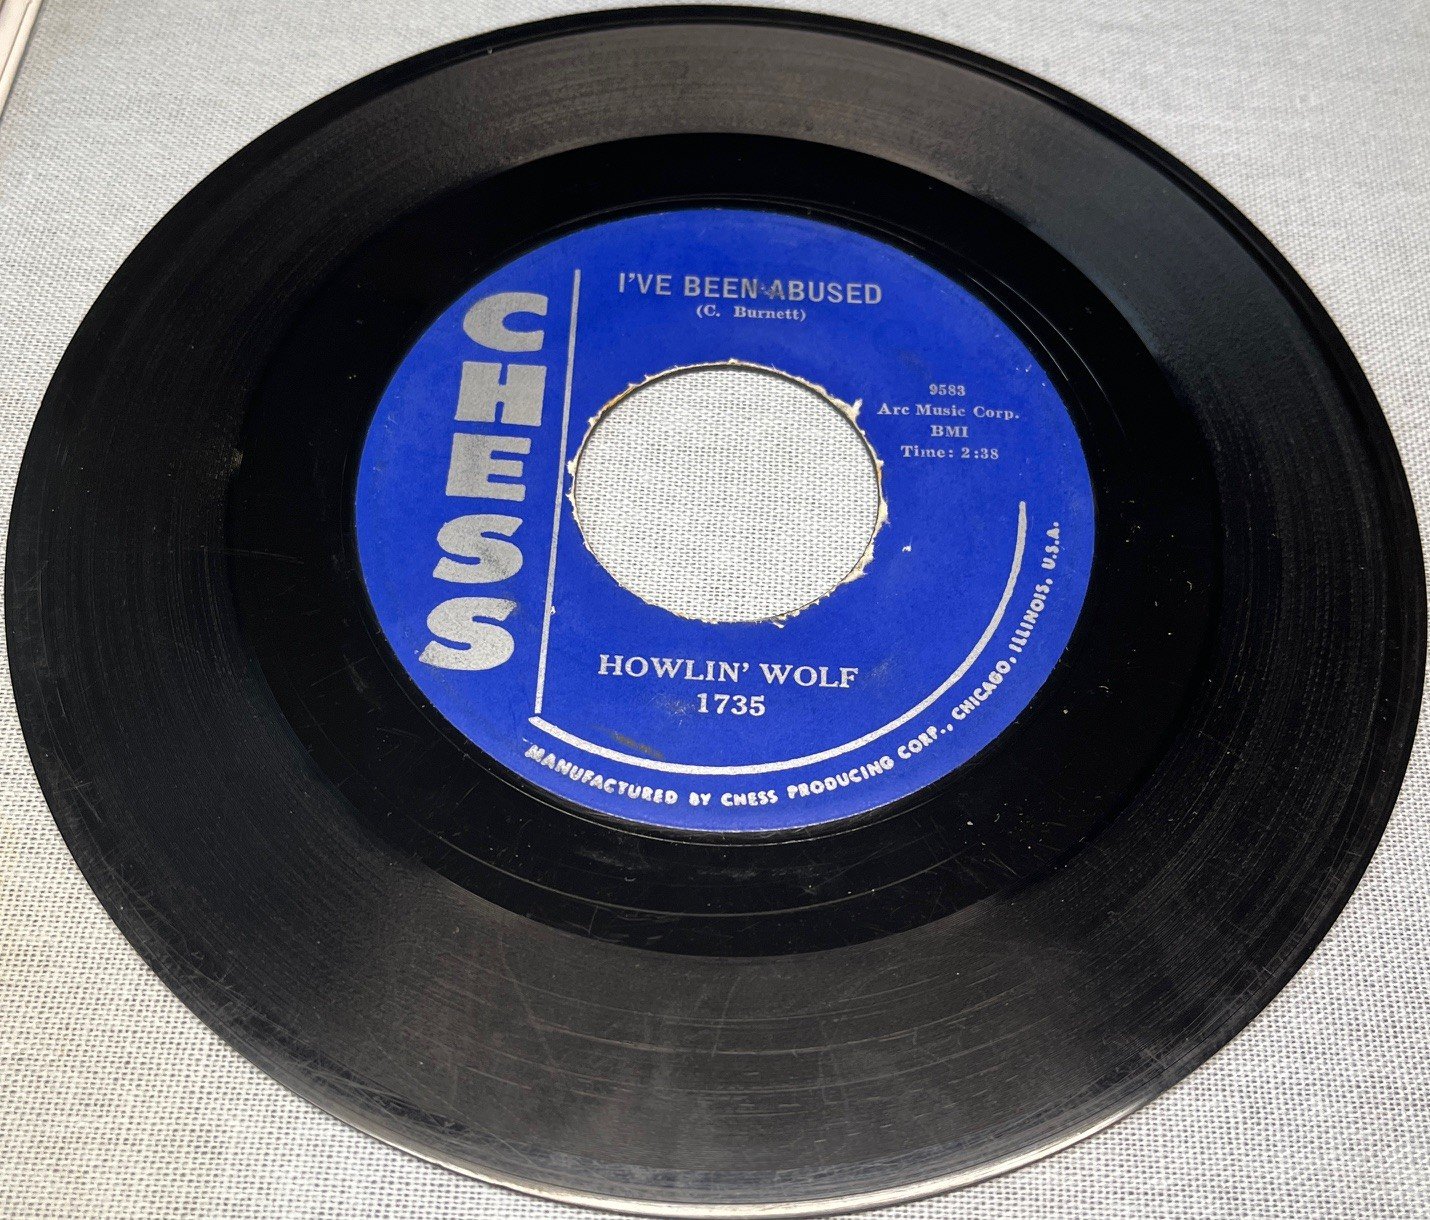 CHESS
I'VE BEEN ABUSED
(C. Burnett)
9583
Arc Music Corp.
BMI
Time: 2:38
HOWLIN' WOLF
1735
MANUFACTURED BY CHESS PRODUCING CORP., CHICAGO, ILLINOIS, U.S.A.